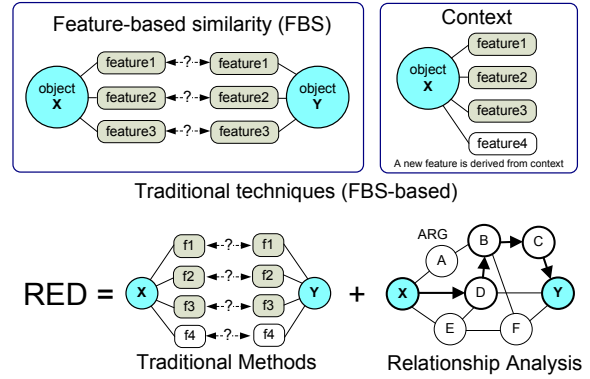 Feature-based similarity (FBS)
object
X
feature1
feature2
feature3
?
?
?
feature1
feature2
feature3
object
Y
Context
object
X
feature1
feature2
feature3
feature4
A new feature is derived from context
Traditional techniques (FBS-based)
RED =
X
f1
f2
f3
f4
?
?
?
?
f1
f2
f3
f4
Y
+
ARG
A
B
C
X
D
Y
E
F
Traditional Methods
Relationship Analysis